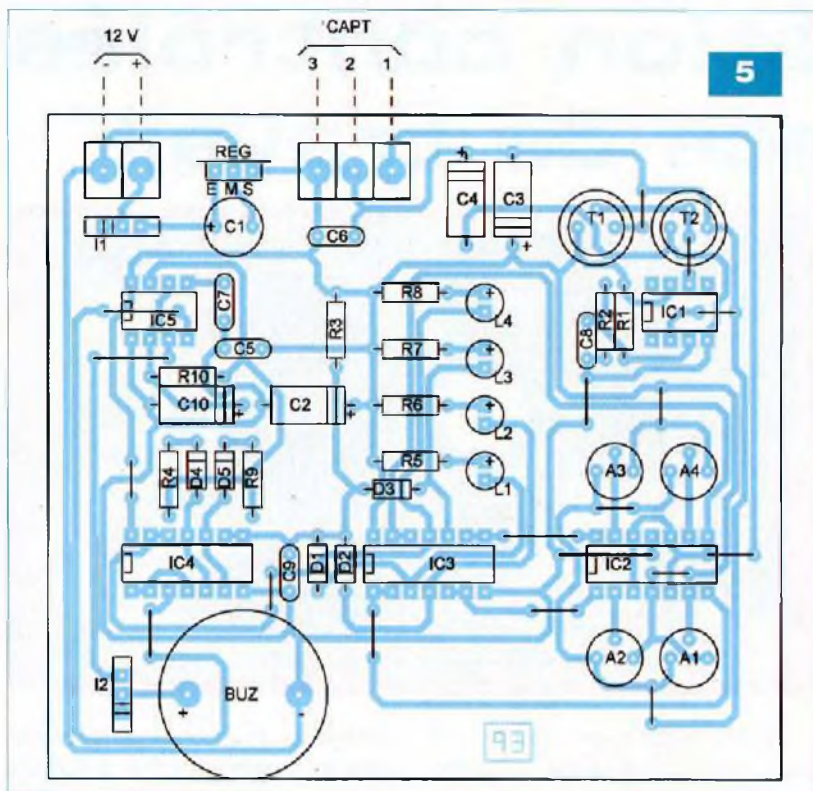 12 V
- +
CAPT
3 2 1
5
REG
E M S
I1
+ C1
C6
+
C4
C3
+
T1
T2
IC5
C7
C5
R3
R8
+
L4
R7
+
L3
R6
+
L2
R5
+
L1
C8
R2
R1
IC1
R10
C10 +
C2 +
R4
D4
D5
R9
D3
A3
A4
IC4
C9
D1
D2
IC3
IC2
I2
+ BUZ -
A2
A1